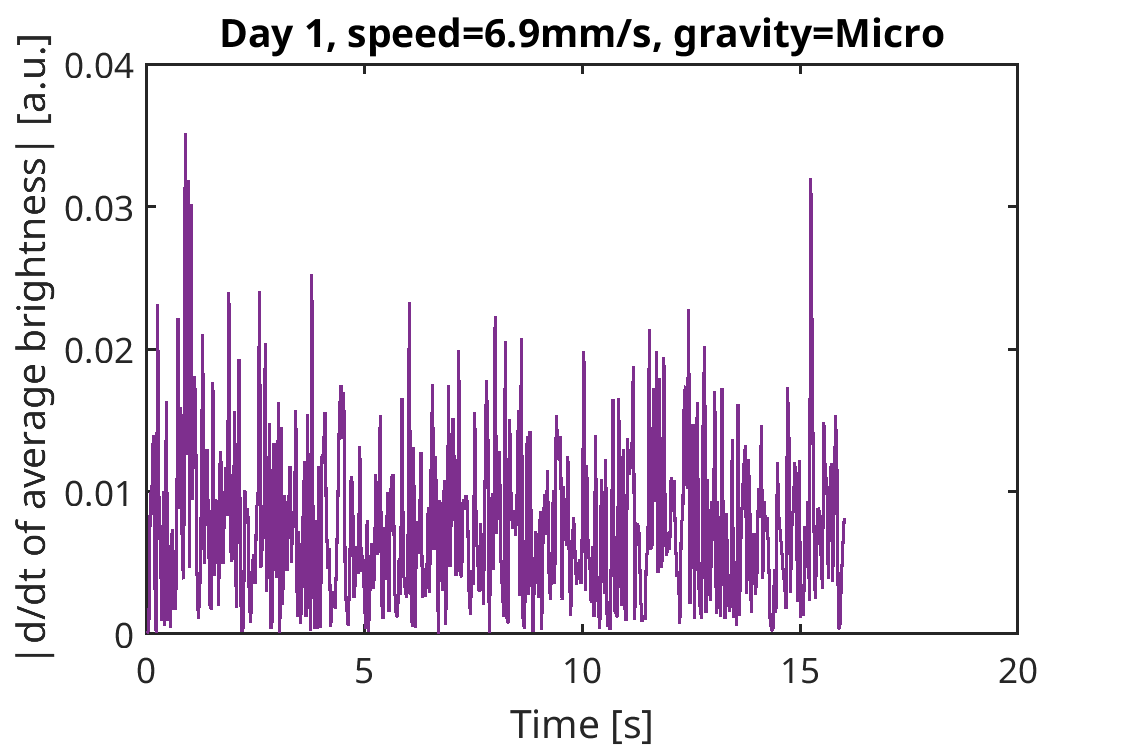 Day 1, speed=6.9mm/s, gravity=Micro
|d/dt of average brightness| [a.u.]
0.04
0.03
0.02
0.01
0
0 5 10 15 20
Time [s]